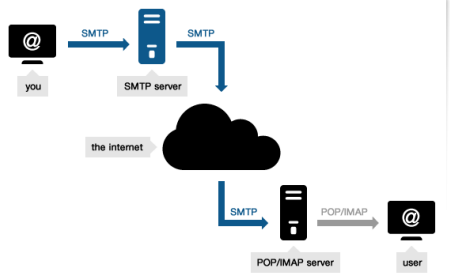 @
SMTP
SMTP
you
SMTP server
the internet
SMTP
POP/IMAP
@
POP/IMAP server
user